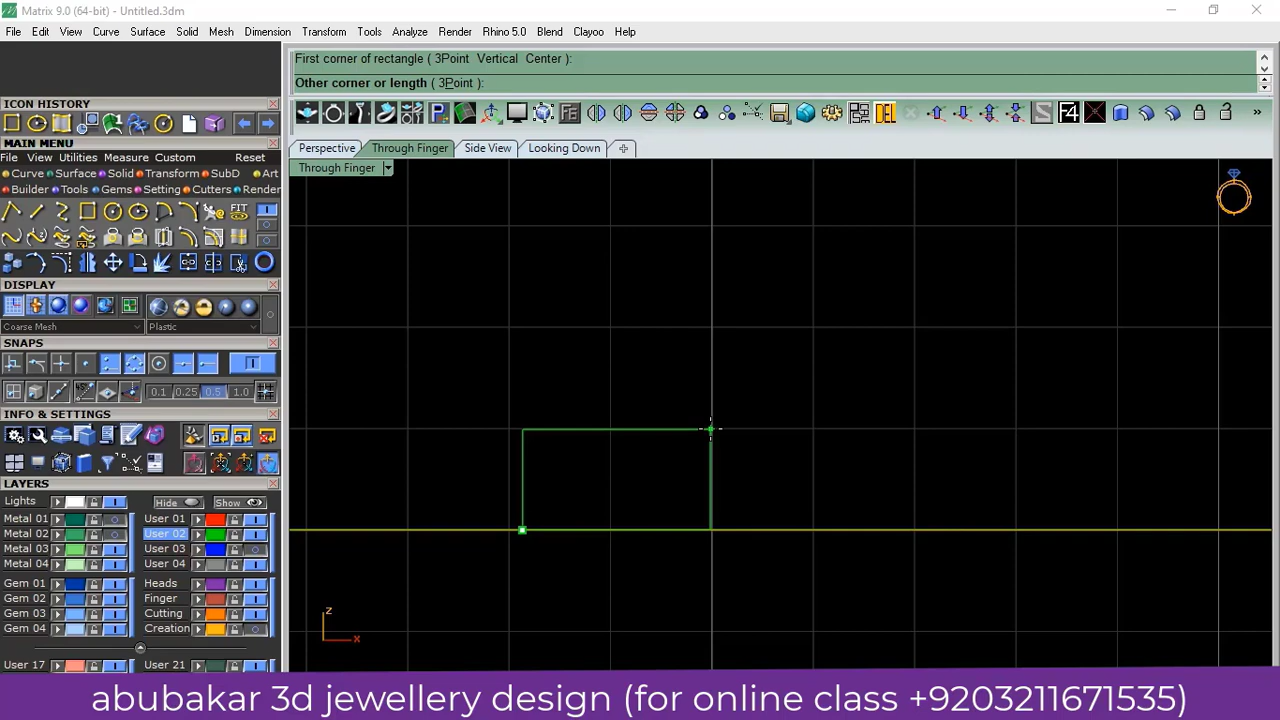 Matrix 9.0 (64-bit) - Untitled.3dm
File Edit View Curve Surface Solid Mesh Dimension Transform Tools Analyze Render Rhino 5.0 Blend Clayoo Help
First corner of rectangle ( 3Point Vertical Center ):
Other corner or length ( 3Point ):
ICON HISTORY
MAIN MENU
File View Utilities Measure Custom Reset
Curve Surface Solid Transform SubD Art
Builder Tools Gems Setting Cutters Render
FIT
DISPLAY
Coarse Mesh Plastic
SNAPS
0.1 0.25 0.5 1.0
INFO & SETTINGS
LAYERS
Lights Hide Show
Metal 01 User 01
Metal 02 User 02
Metal 03 User 03
Metal 04 User 04
Gem 01 Heads
Gem 02 Finger
Gem 03 Cutting
Gem 04 Creation
User 17 User 21
F4
Perspective Through Finger Side View Looking Down
Through Finger
z
x
abubakar 3d jewellery design (for online class +9203211671535)